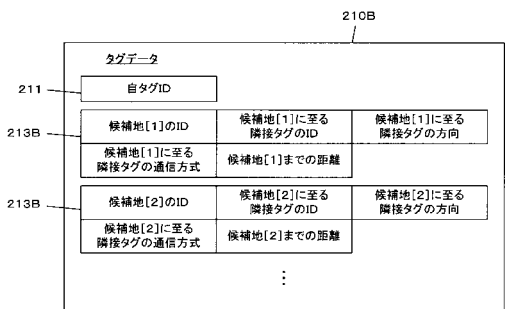 210B
タグデータ
211
自タグID
213B
候補地[1]のID
候補地[1]に至る
隣接タグのID
候補地[1]に至る
隣接タグの方向
候補地[1]に至る
隣接タグの通信方式
候補地[1]までの距離
213B
候補地[2]のID
候補地[2]に至る
隣接タグのID
候補地[2]に至る
隣接タグの方向
候補地[2]に至る
隣接タグの通信方式
候補地[2]までの距離
⋮